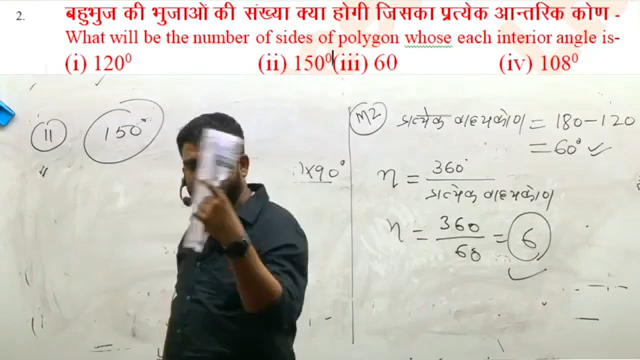 2. बहुभुज की भुजाओं की संख्या क्या होगी जिसका प्रत्येक आन्तरिक कोण -
What will be the number of sides of polygon whose each interior angle is-
(i) 120⁰ (ii) 150⁰ (iii) 60 (iv) 108⁰
(ii) 150°
×90°
M2 प्रत्येक वाह्यकोण = 180-120
= 60° ✓
n = 360° / प्रत्येक वाह्यकोण
n = 360/60 = 6